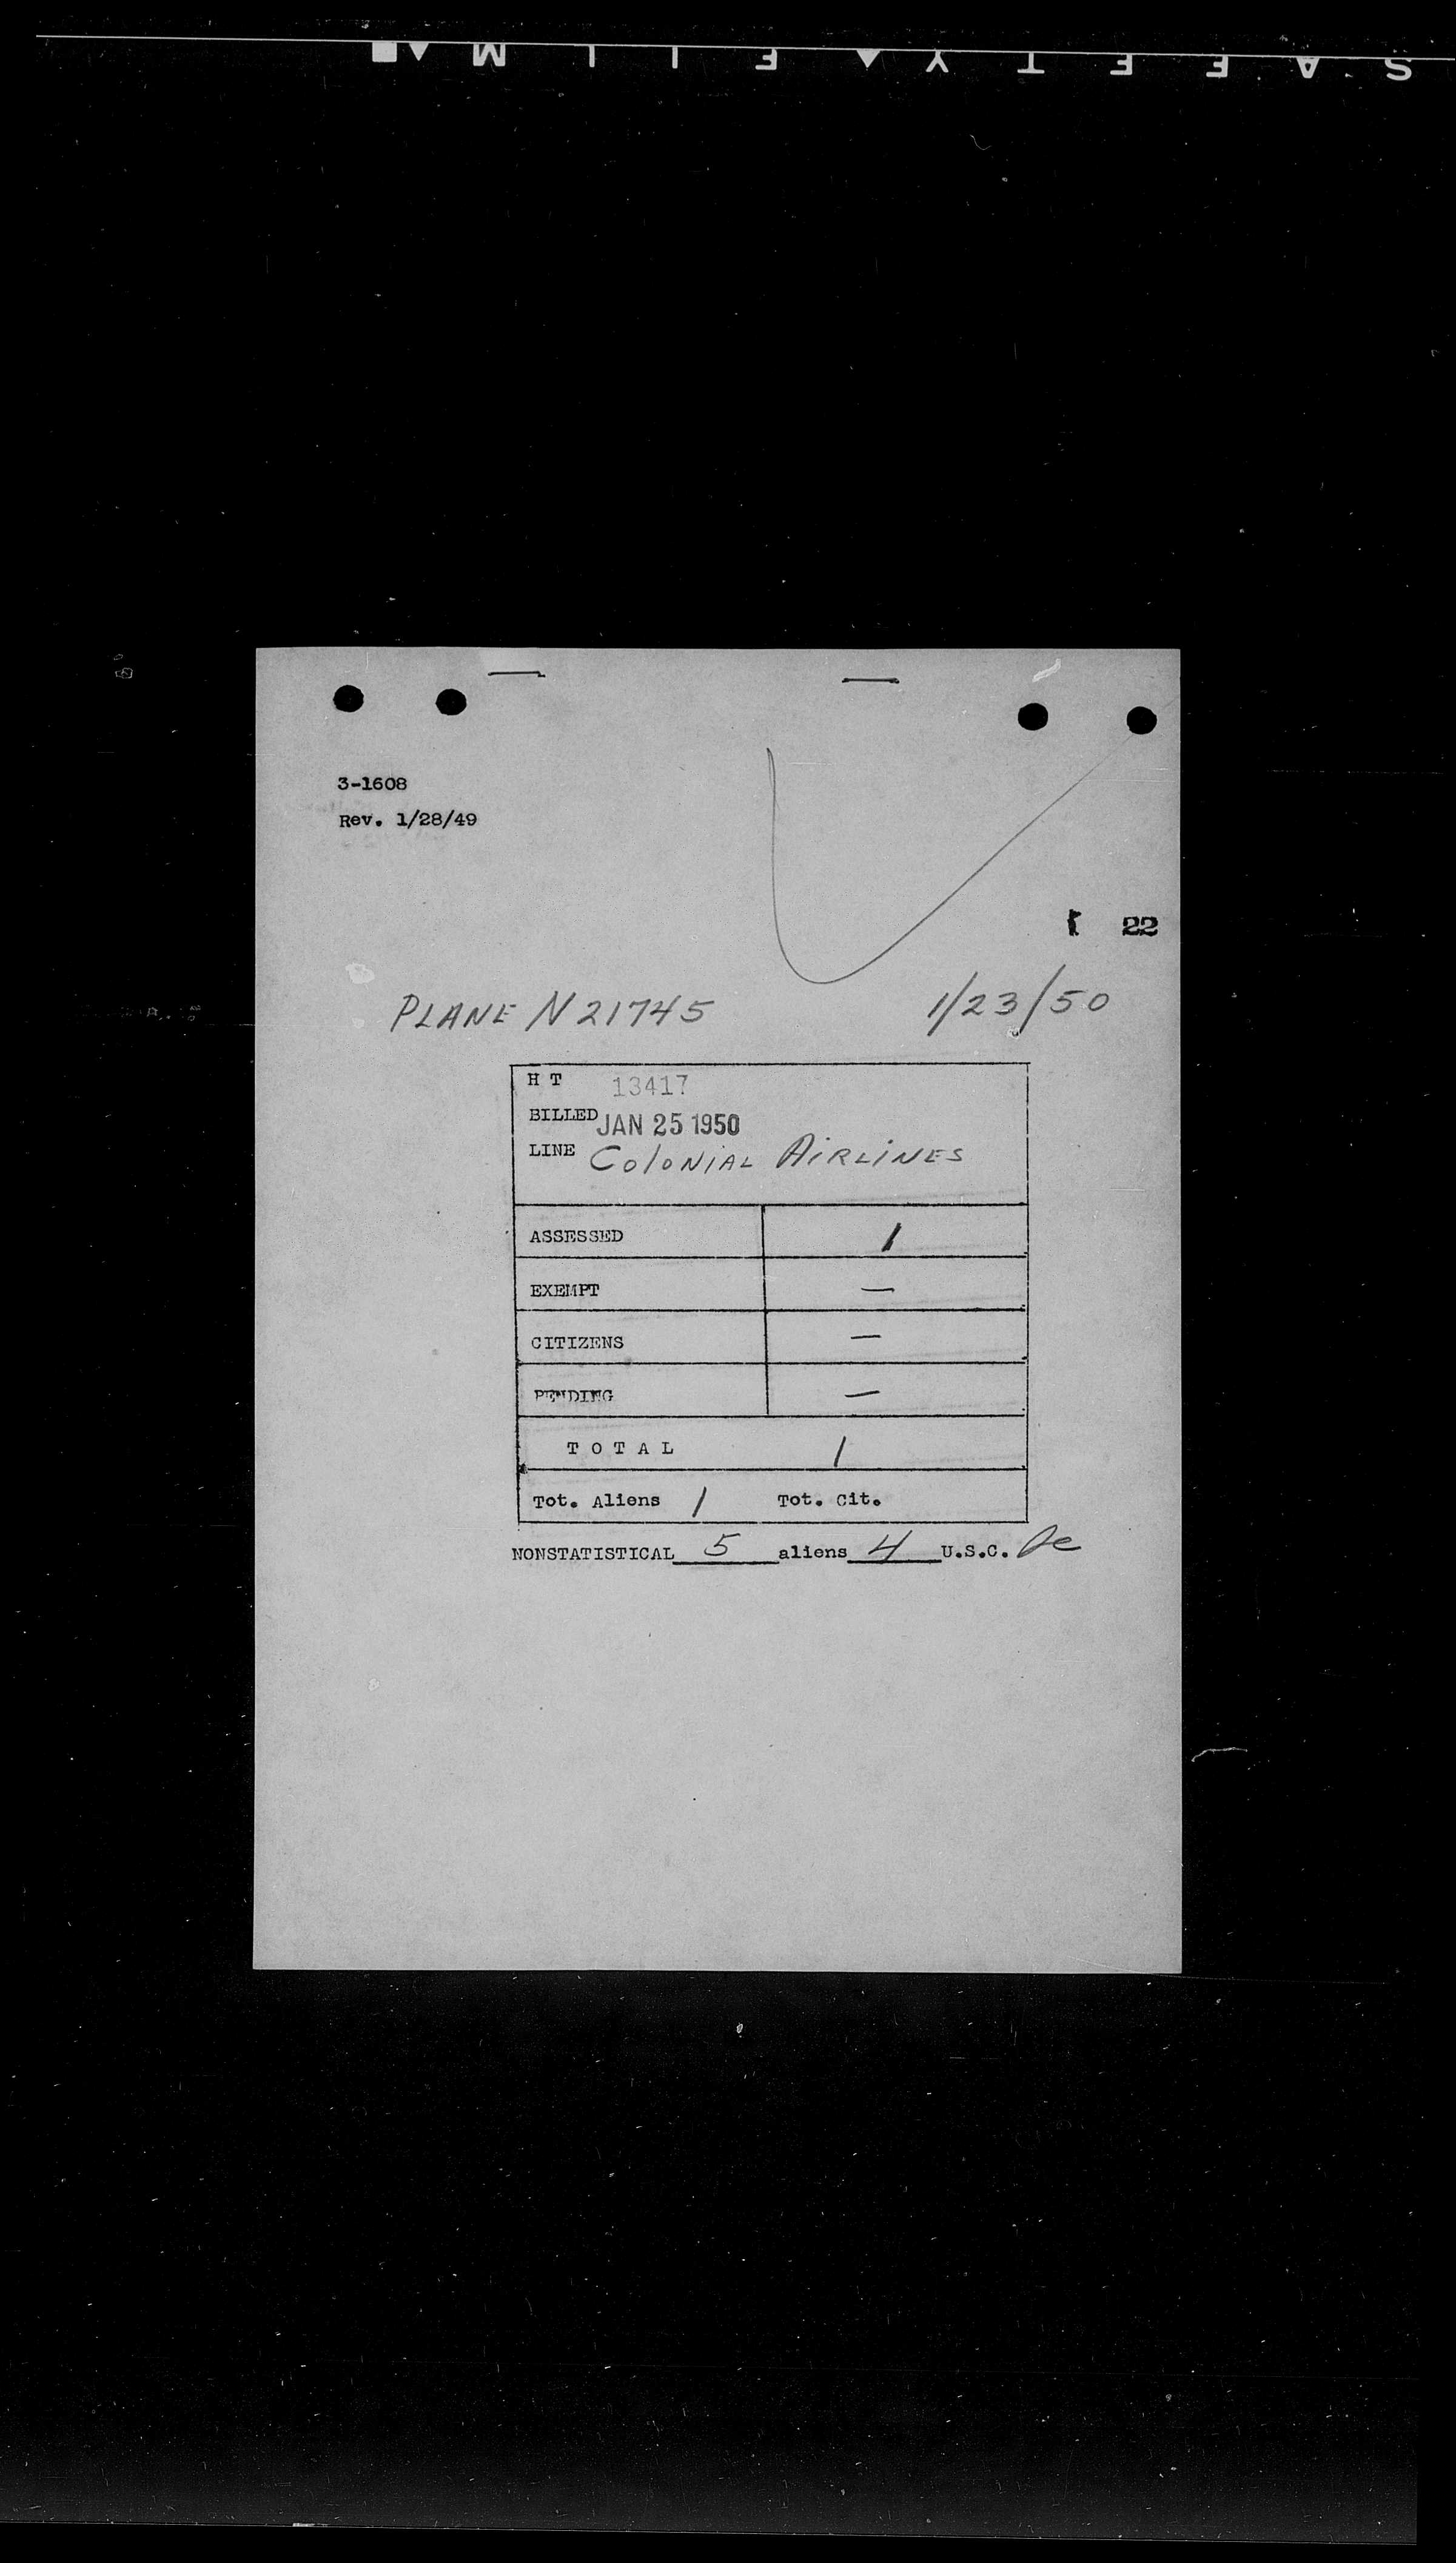 SAFETY▲FILM▲■
3-1608
Rev. 1/28/49
22
PLANE N21745 1/23/50
H T 13417
BILLED JAN 25 1950
LINE COLONIAL AIRLINES
ASSESSED 1
EXEMPT —
CITIZENS —
PENDING —
T O T A L 1
Tot. Aliens 1 Tot. Cit.
NONSTATISTICAL 5 aliens 4 U.S.C.